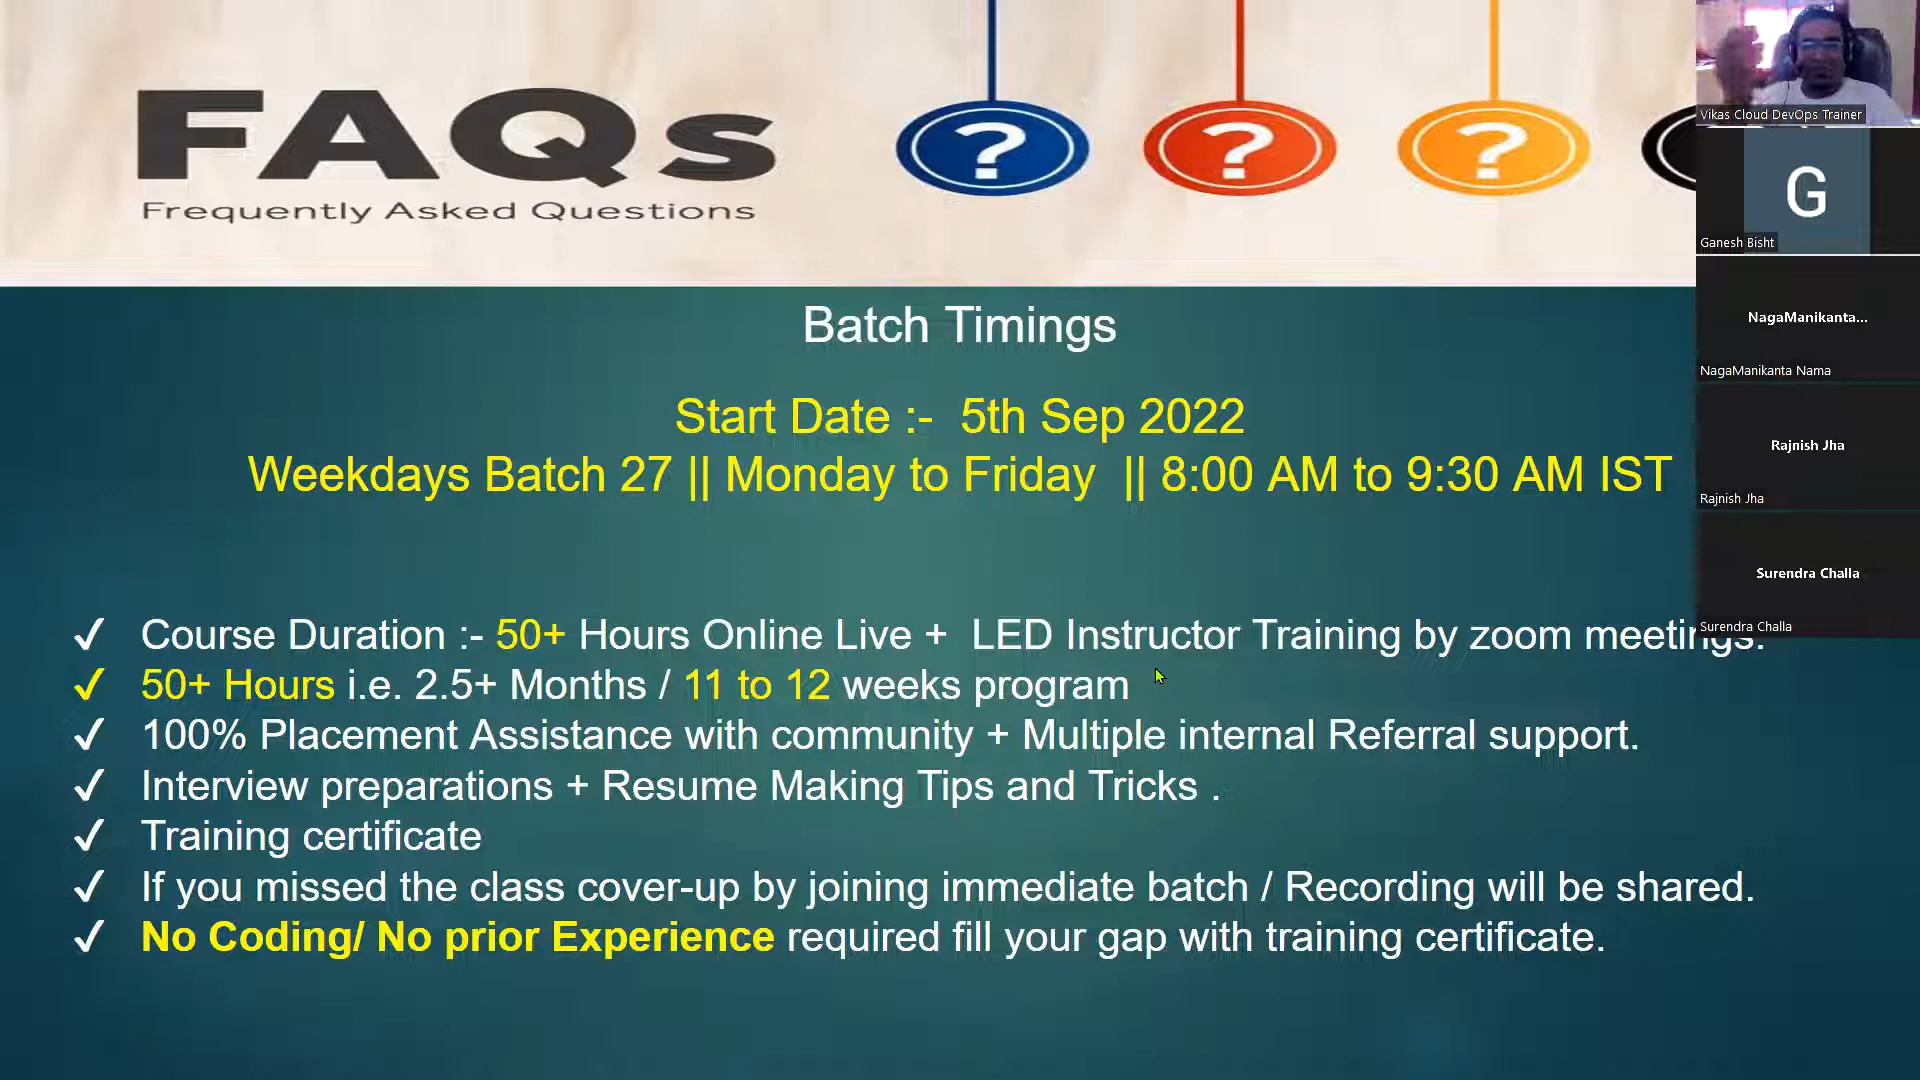 FAQs
Frequently Asked Questions
? ? ?
Batch Timings
Start Date :- 5th Sep 2022
Weekdays Batch 27 || Monday to Friday || 8:00 AM to 9:30 AM IST
✓ Course Duration :- 50+ Hours Online Live + LED Instructor Training by zoom meetings.
✓ 50+ Hours i.e. 2.5+ Months / 11 to 12 weeks program
✓ 100% Placement Assistance with community + Multiple internal Referral support.
✓ Interview preparations + Resume Making Tips and Tricks .
✓ Training certificate
✓ If you missed the class cover-up by joining immediate batch / Recording will be shared.
✓ No Coding/ No prior Experience required fill your gap with training certificate.
Vikas Cloud DevOps Trainer
G
Ganesh Bisht
NagaManikanta...
NagaManikanta Nama
Rajnish Jha
Rajnish Jha
Surendra Challa
Surendra Challa